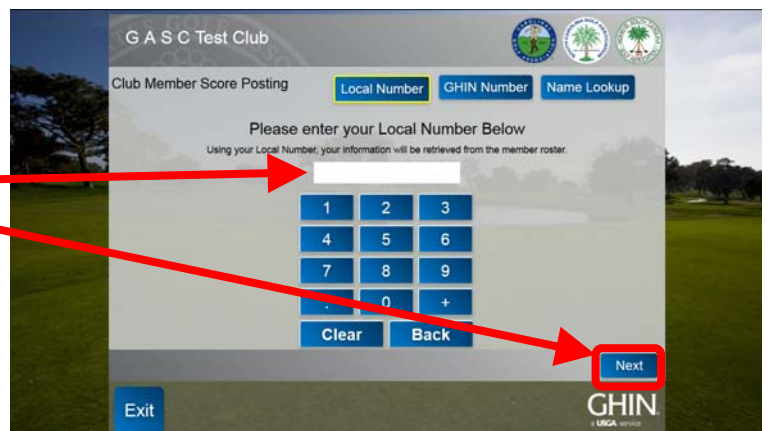 G A S C Test Club
Club Member Score Posting
Local Number GHIN Number Name Lookup
Please enter your Local Number Below
Using your Local Number, your information will be retrieved from the member roster.
1 2 3
4 5 6
7 8 9
. 0 +
Clear Back
Next
Exit
GHIN
a USGA service